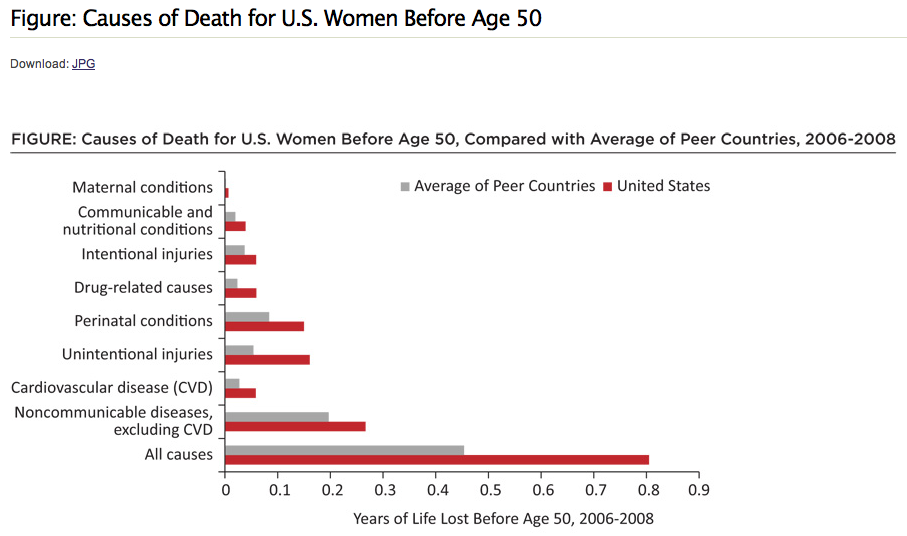 Figure: Causes of Death for U.S. Women Before Age 50
Download: JPG
FIGURE: Causes of Death for U.S. Women Before Age 50, Compared with Average of Peer Countries, 2006-2008
Average of Peer Countries United States
Maternal conditions
Communicable and
nutritional conditions
Intentional injuries
Drug-related causes
Perinatal conditions
Unintentional injuries
Cardiovascular disease (CVD)
Noncommunicable diseases,
excluding CVD
All causes
0 0.1 0.2 0.3 0.4 0.5 0.6 0.7 0.8 0.9
Years of Life Lost Before Age 50, 2006-2008